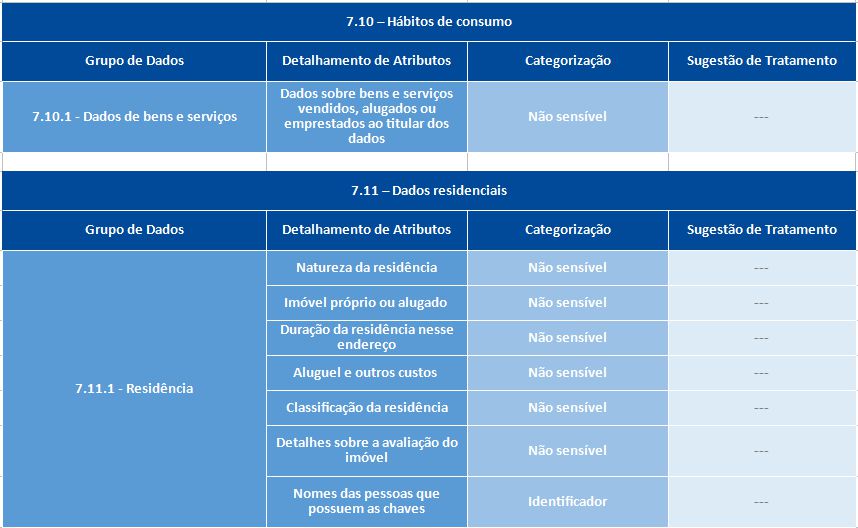 7.10 – Hábitos de consumo
Grupo de Dados
Detalhamento de Atributos
Categorização
Sugestão de Tratamento
7.10.1 - Dados de bens e serviços
Dados sobre bens e serviços
vendidos, alugados ou
emprestados ao titular dos
dados
Não sensível
---
7.11 – Dados residenciais
Grupo de Dados
Detalhamento de Atributos
Categorização
Sugestão de Tratamento
7.11.1 - Residência
Natureza da residência
Não sensível
---
Imóvel próprio ou alugado
Não sensível
---
Duração da residência nesse
endereço
Não sensível
---
Aluguel e outros custos
Não sensível
---
Classificação da residência
Não sensível
---
Detalhes sobre a avaliação do
imóvel
Não sensível
---
Nomes das pessoas que
possuem as chaves
Identificador
---